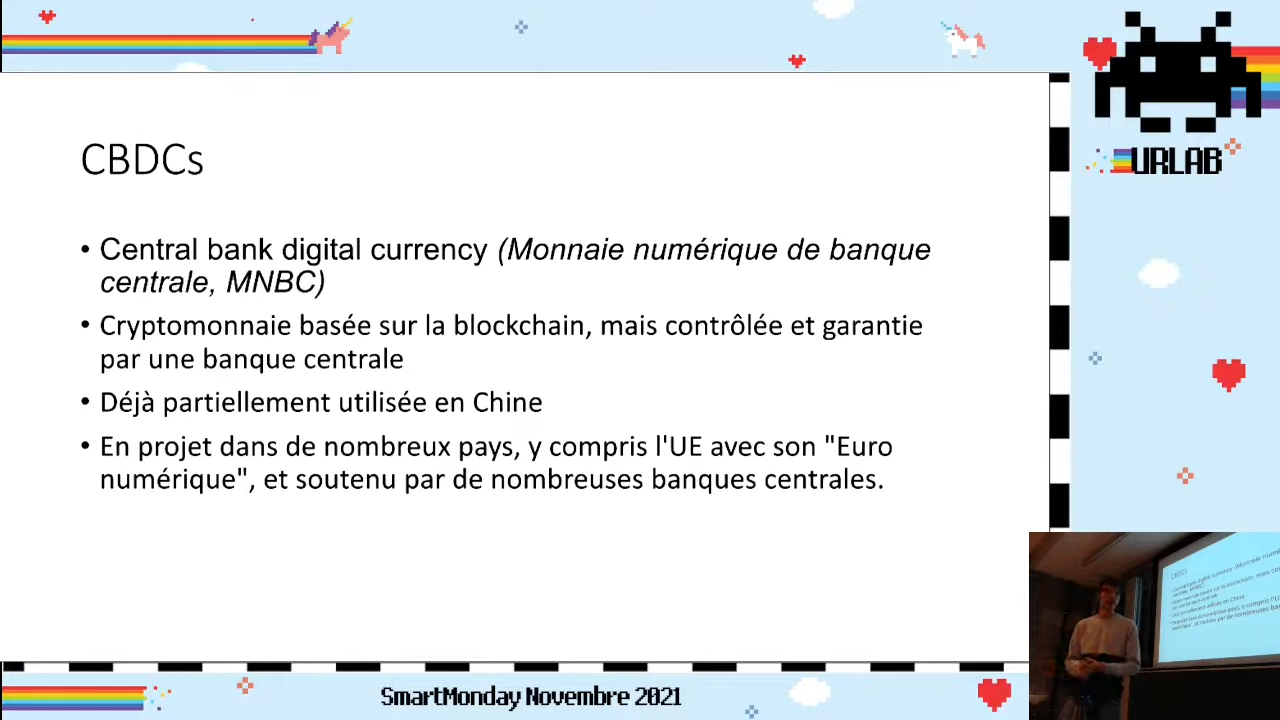 CBDCs
• Central bank digital currency (Monnaie numérique de banque
centrale, MNBC)
• Cryptomonnaie basée sur la blockchain, mais contrôlée et garantie
par une banque centrale
• Déjà partiellement utilisée en Chine
• En projet dans de nombreux pays, y compris l'UE avec son "Euro
numérique", et soutenu par de nombreuses banques centrales.
URLAB
SmartMonday Novembre 2021
CBDCs